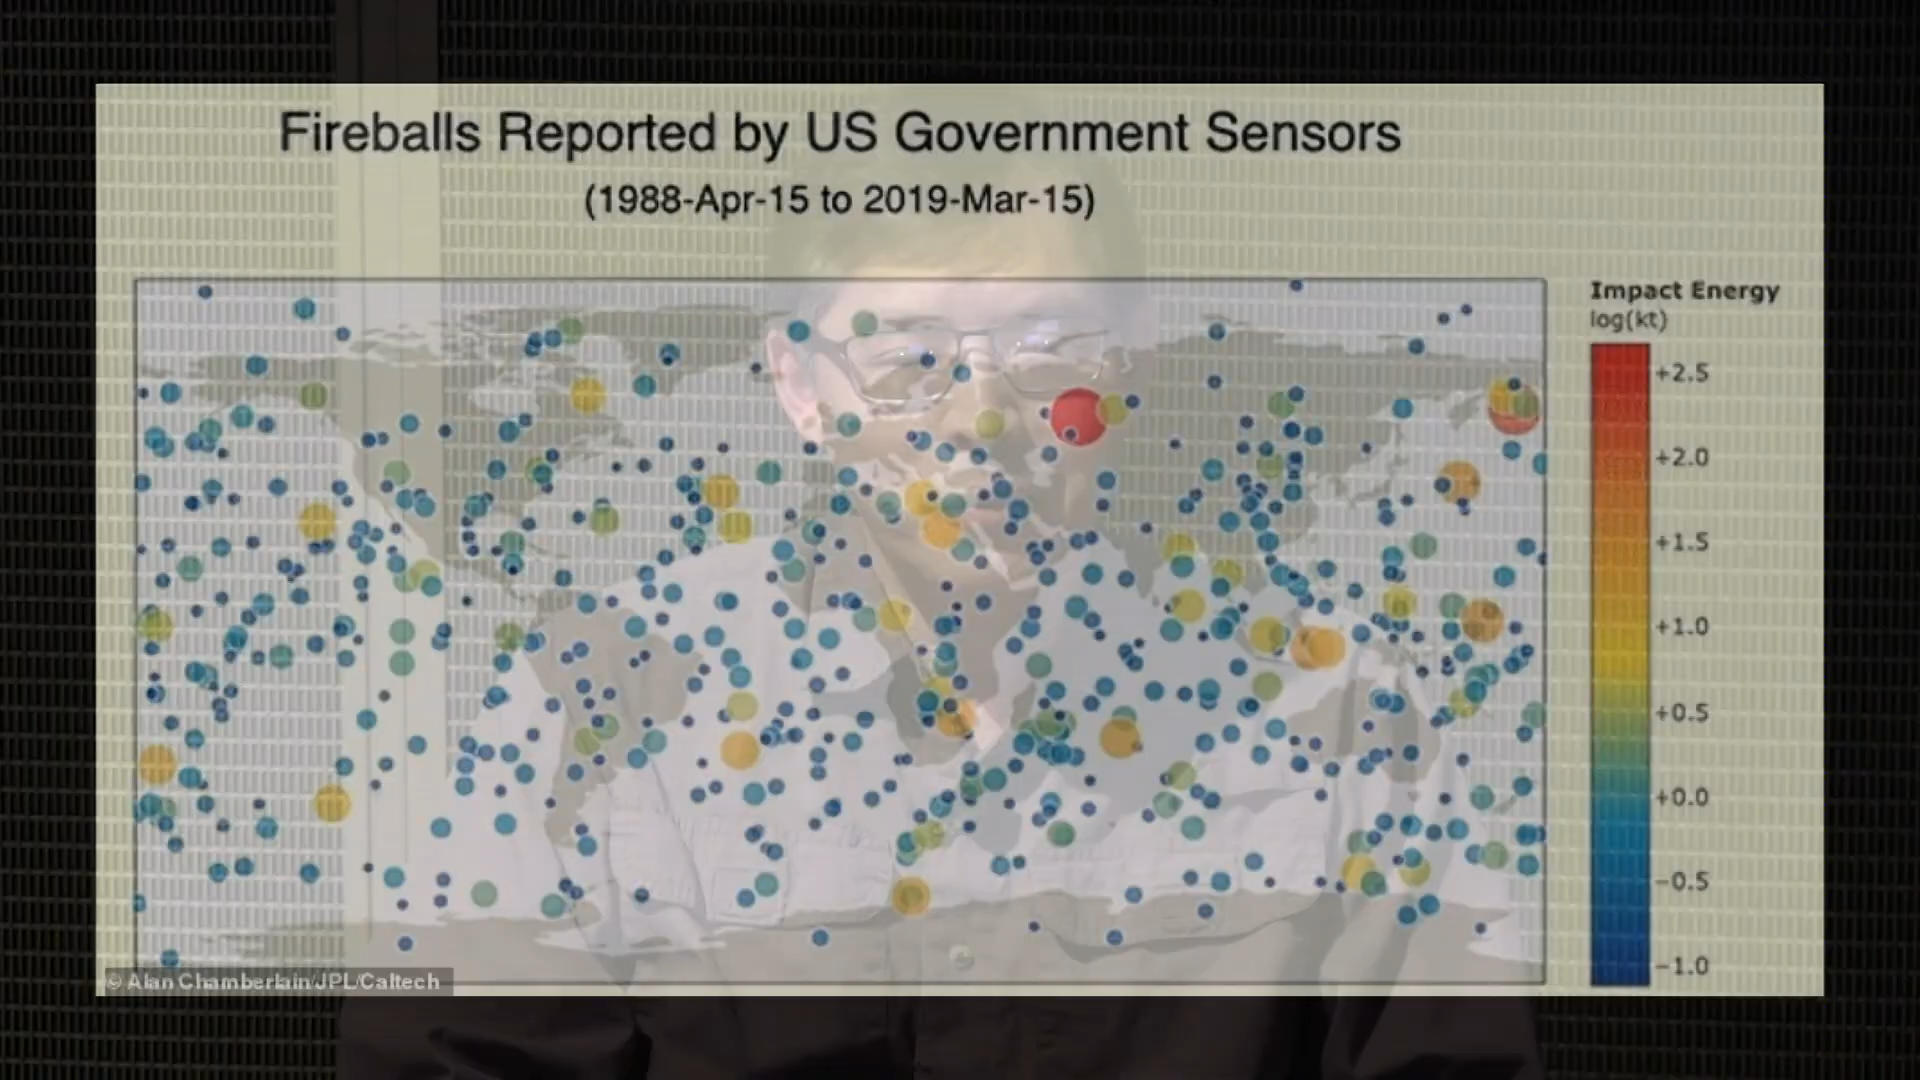 Fireballs Reported by US Government Sensors
(1988-Apr-15 to 2019-Mar-15)
Impact Energy
log(kt)
+2.5
+2.0
+1.5
+1.0
+0.5
+0.0
−0.5
−1.0
© Alan Chamberlain/JPL/Caltech